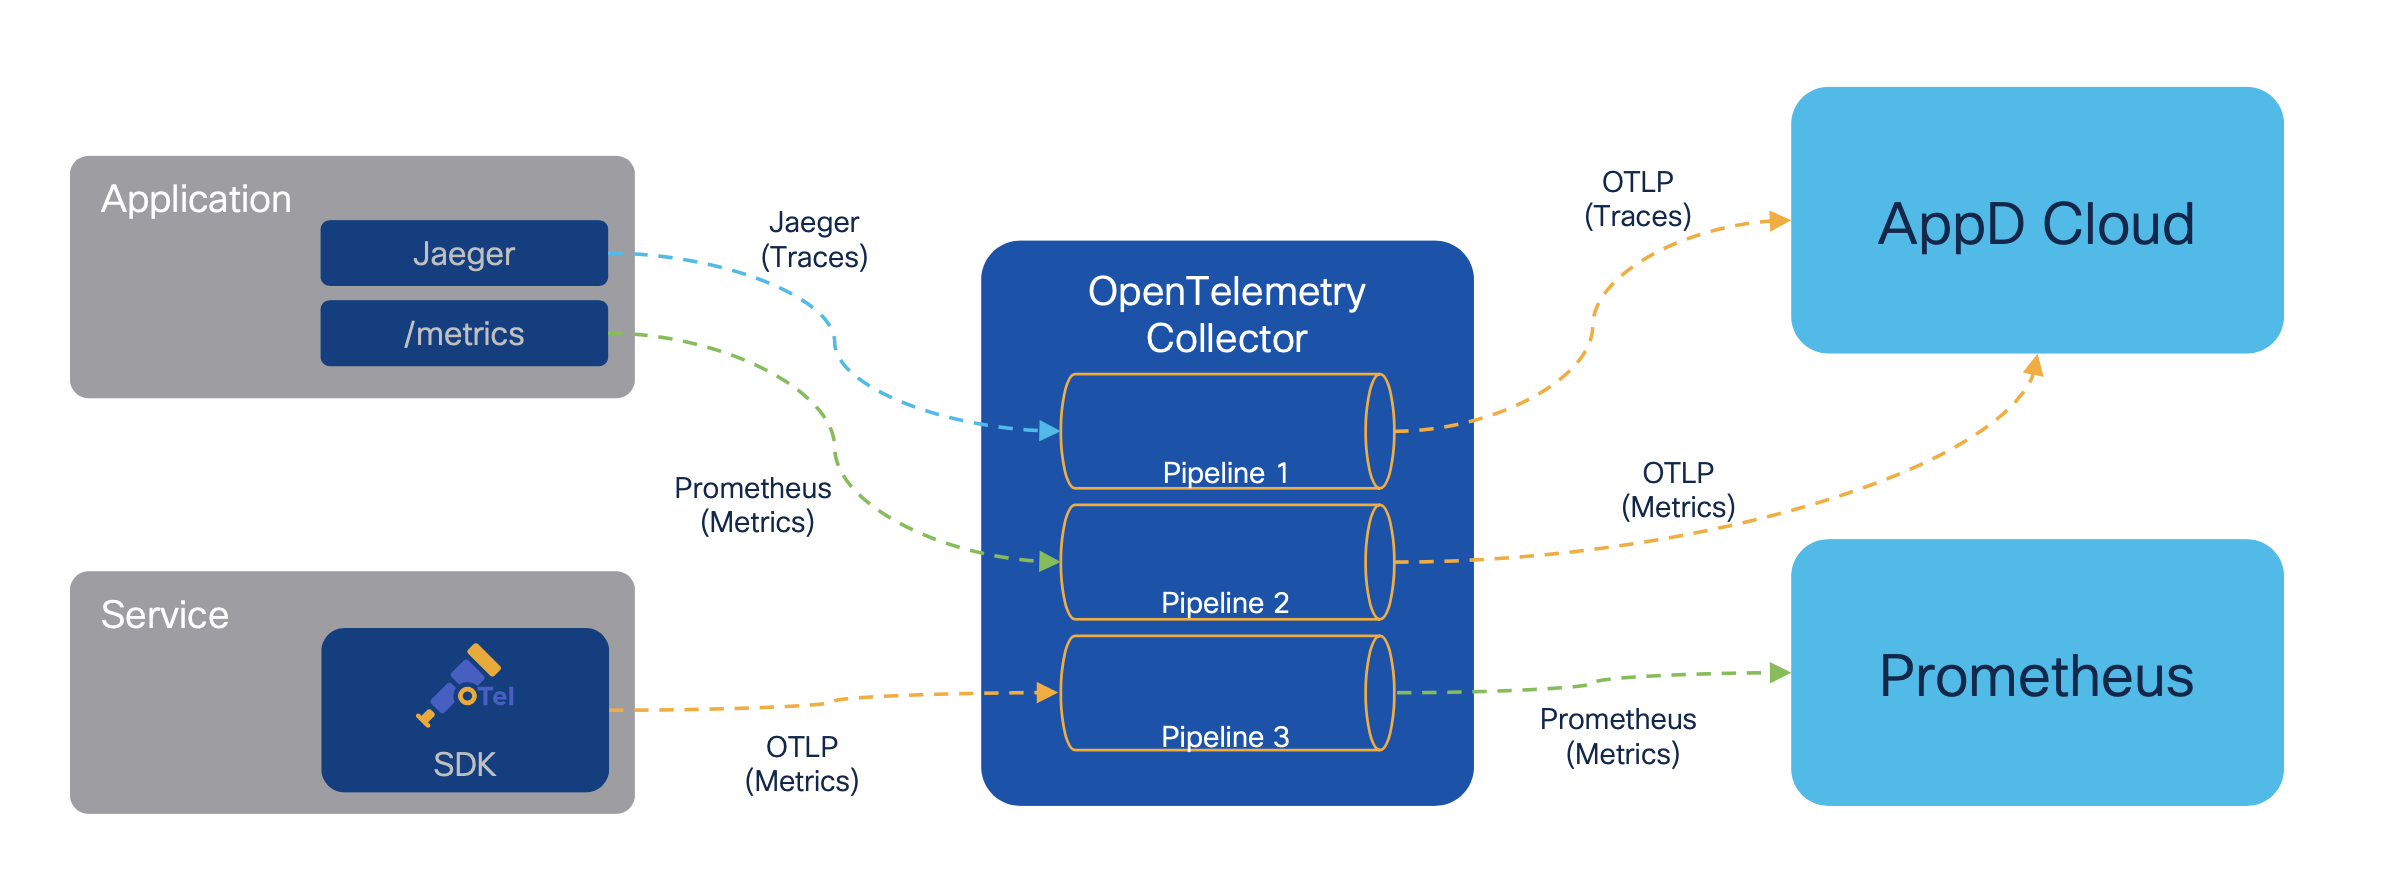 Application
Jaeger
/metrics
Service
Tel
SDK
Jaeger
(Traces)
Prometheus
(Metrics)
OTLP
(Metrics)
OpenTelemetry
Collector
Pipeline 1
Pipeline 2
Pipeline 3
OTLP
(Traces)
OTLP
(Metrics)
Prometheus
(Metrics)
AppD Cloud
Prometheus